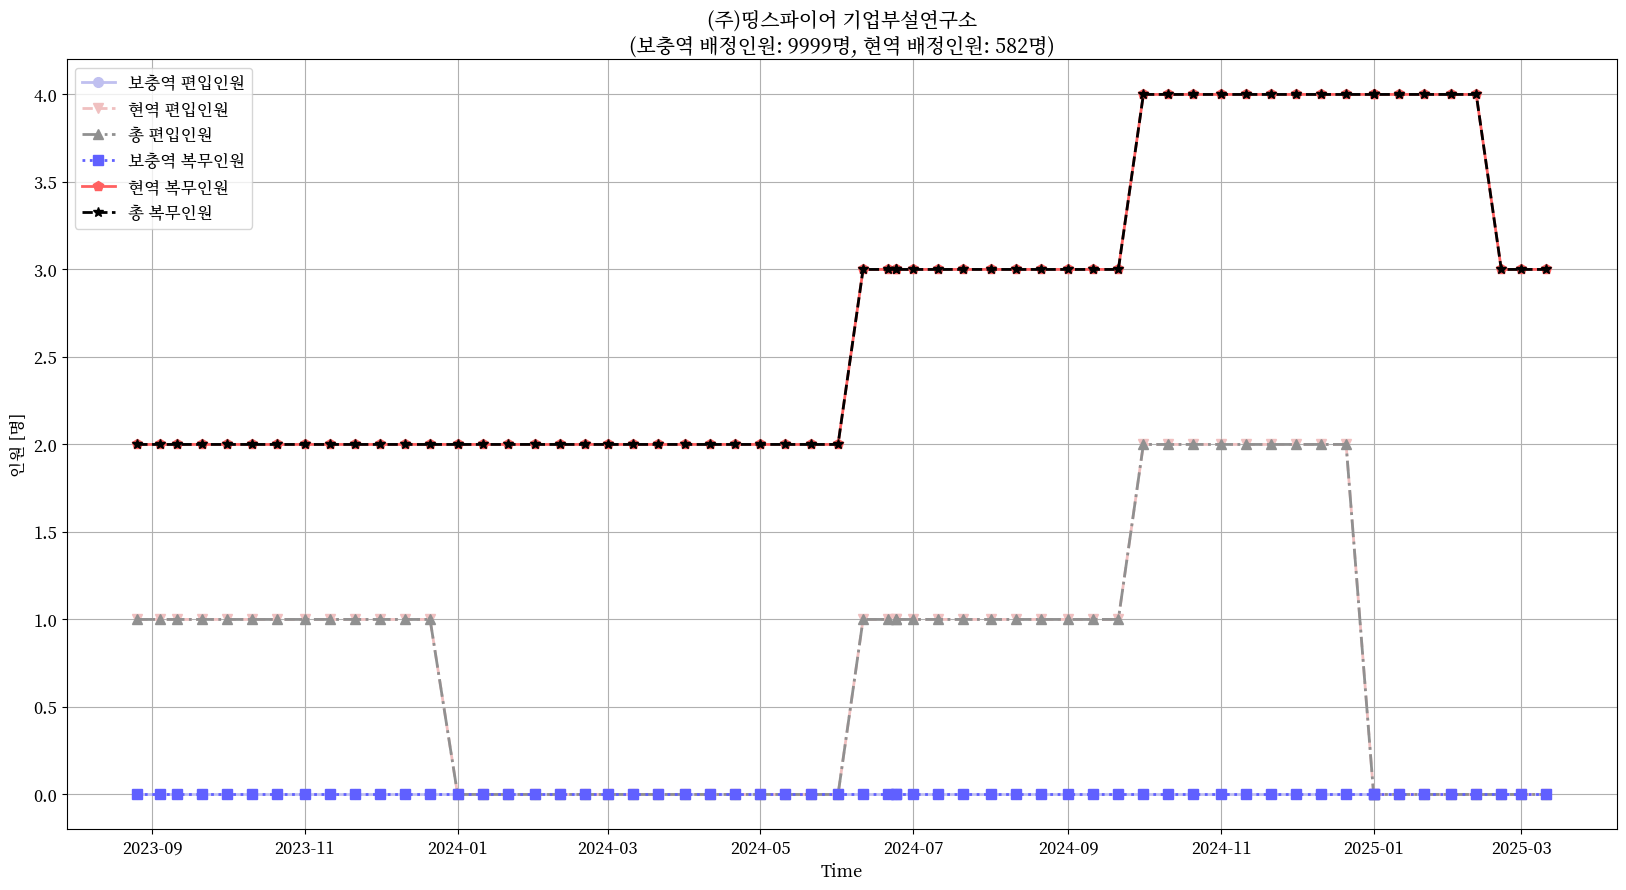 (주)띵스파이어 기업부설연구소
(보충역 배정인원: 9999명, 현역 배정인원: 582명)
보충역 편입인원
현역 편입인원
총 편입인원
보충역 복무인원
현역 복무인원
총 복무인원
인원 [명]
4.0
3.5
3.0
2.5
2.0
1.5
1.0
0.5
0.0
2023-09
2023-11
2024-01
2024-03
2024-05
2024-07
2024-09
2024-11
2025-01
2025-03
Time